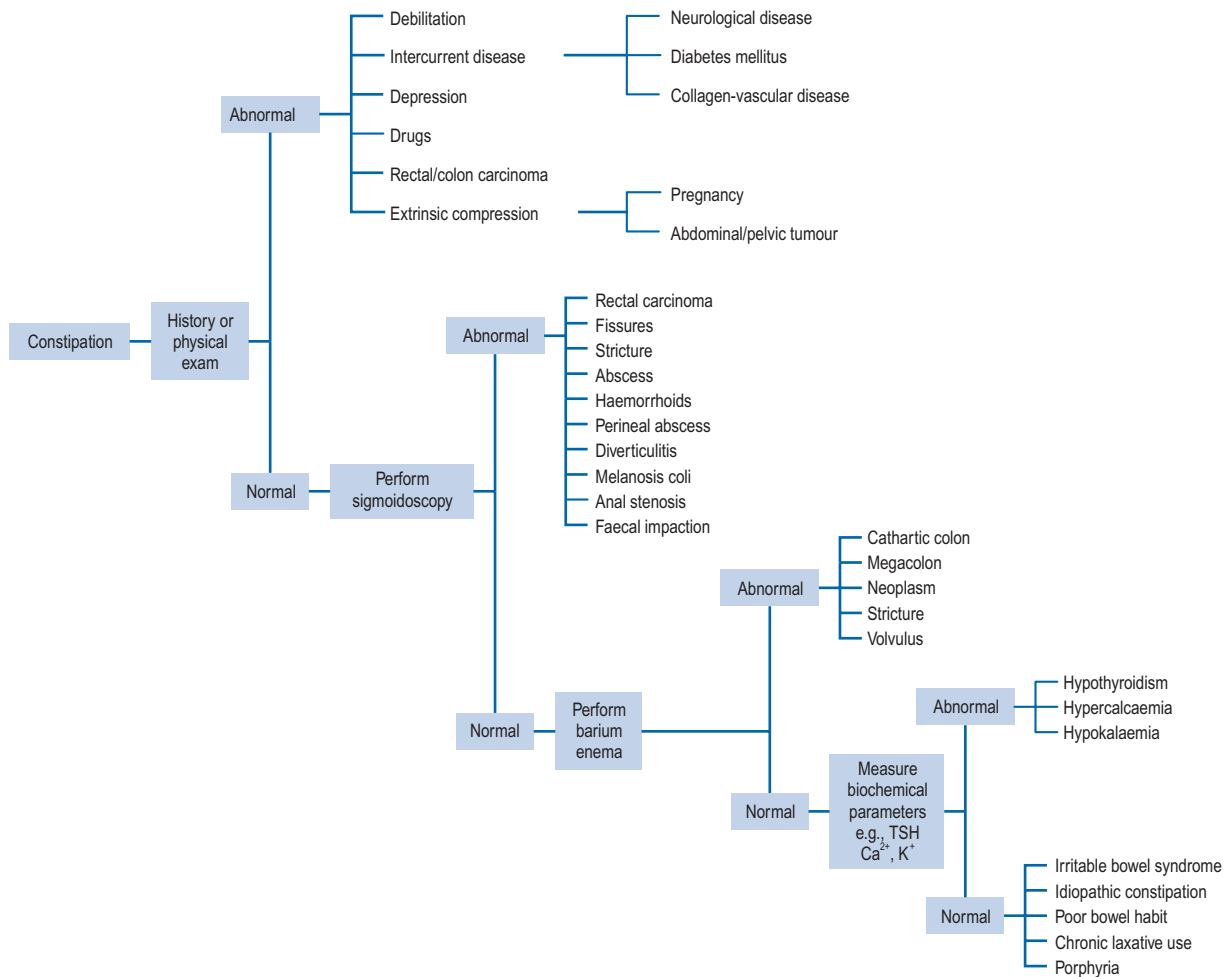 Debilitation
Intercurrent disease
Depression
Drugs
Rectal/colon carcinoma
Extrinsic compression
Neurological disease
Diabetes mellitus
Collagen-vascular disease
Pregnancy
Abdominal/pelvic tumour
Abnormal
Constipation
History or
physical
exam
Normal
Perform
sigmoidoscopy
Abnormal
Rectal carcinoma
Fissures
Stricture
Abscess
Haemorrhoids
Perineal abscess
Diverticulitis
Melanosis coli
Anal stenosis
Faecal impaction
Normal
Perform
barium
enema
Abnormal
Cathartic colon
Megacolon
Neoplasm
Stricture
Volvulus
Normal
Measure
biochemical
parameters
e.g., TSH
Ca²⁺, K⁺
Abnormal
Hypothyroidism
Hypercalcaemia
Hypokalaemia
Normal
Irritable bowel syndrome
Idiopathic constipation
Poor bowel habit
Chronic laxative use
Porphyria